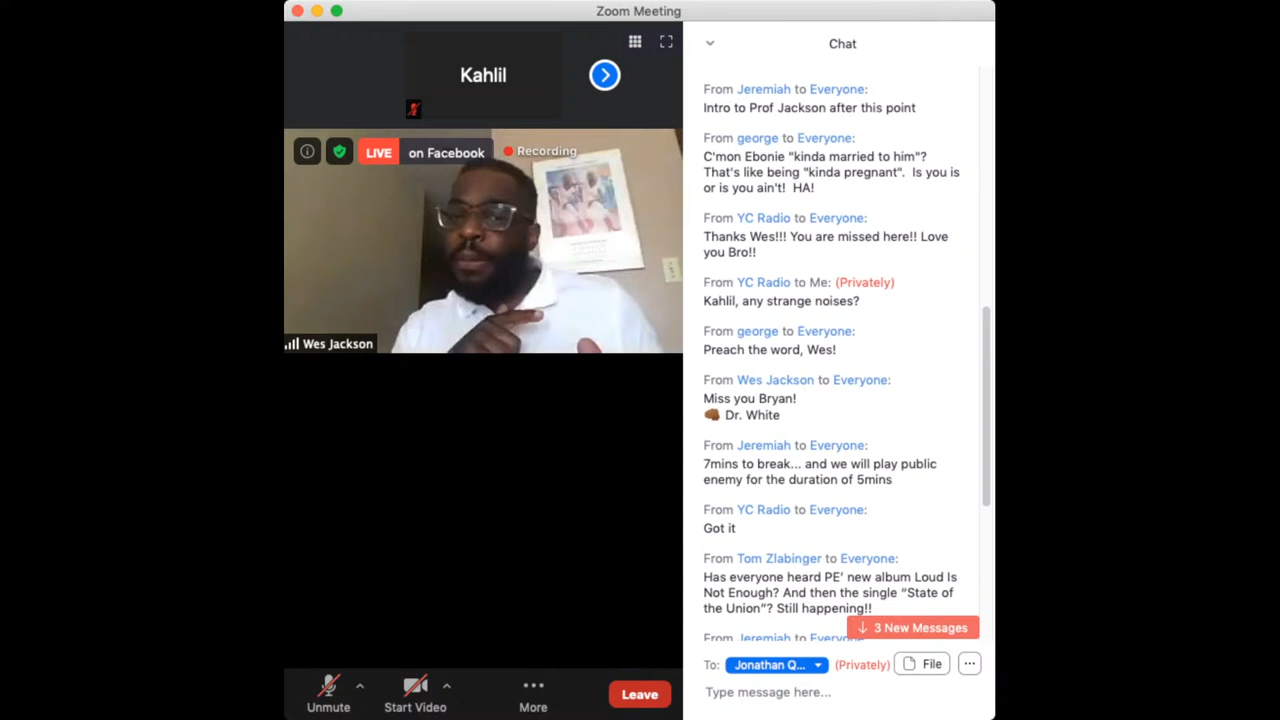 Zoom Meeting
Kahlil
LIVE on Facebook
Recording
Wes Jackson
Unmute
Start Video
More
Leave
Chat
From Jeremiah to Everyone:
Intro to Prof Jackson after this point
From george to Everyone:
C'mon Ebonie "kinda married to him"?
That's like being "kinda pregnant".  Is you is
or is you ain't!  HA!
From YC Radio to Everyone:
Thanks Wes!!! You are missed here!! Love
you Bro!!
From YC Radio to Me: (Privately)
Kahlil, any strange noises?
From george to Everyone:
Preach the word, Wes!
From Wes Jackson to Everyone:
Miss you Bryan!
👊🏾 Dr. White
From Jeremiah to Everyone:
7mins to break... and we will play public
enemy for the duration of 5mins
From YC Radio to Everyone:
Got it
From Tom Zlabinger to Everyone:
Has everyone heard PE' new album Loud Is
Not Enough? And then the single “State of
the Union”? Still happening!!
From Jeremiah to Everyone
↓ 3 New Messages
To: Jonathan Q... (Privately) File ...
Type message here...